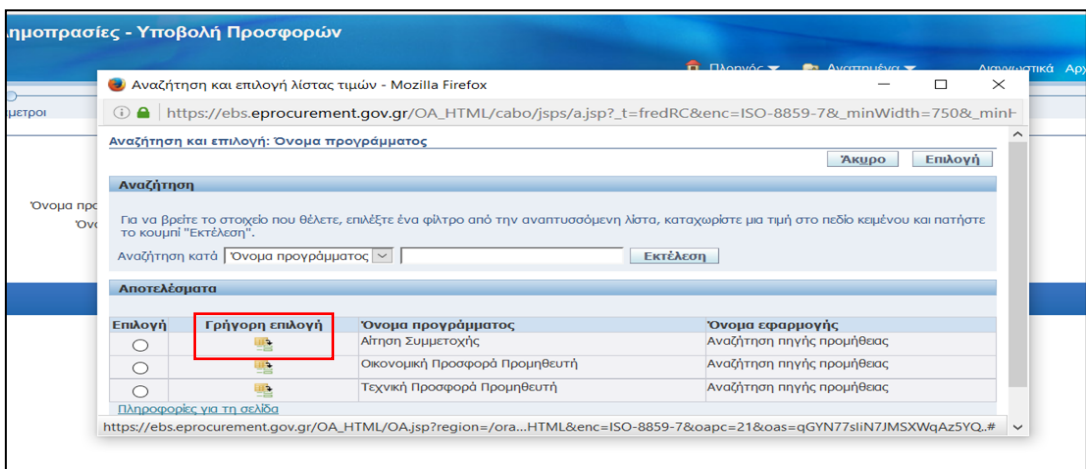 ημοπρασίες - Υποβολή Προσφορών
Πλοηγός Αγαπημένα Διαγνωστικά Αρχ
Αναζήτηση και επιλογή λίστας τιμών - Mozilla Firefox
μετροι
https://ebs.eprocurement.gov.gr/OA_HTML/cabo/jsps/a.jsp?_t=fredRC&enc=ISO-8859-7&_minWidth=750&_minH
Αναζήτηση και επιλογή: Όνομα προγράμματος
Άκυρο Επιλογή
Αναζήτηση
Όνομα προ
Όνο
Για να βρείτε το στοιχείο που θέλετε, επιλέξτε ένα φίλτρο από την αναπτυσσόμενη λίστα, καταχωρίστε μια τιμή στο πεδίο κειμένου και πατήστε
το κουμπί "Εκτέλεση".
Αναζήτηση κατά Όνομα προγράμματος Εκτέλεση
Αποτελέσματα
Επιλογή Γρήγορη επιλογή Όνομα προγράμματος Όνομα εφαρμογής
Αίτηση Συμμετοχής Αναζήτηση πηγής προμήθειας
Οικονομική Προσφορά Προμηθευτή Αναζήτηση πηγής προμήθειας
Τεχνική Προσφορά Προμηθευτή Αναζήτηση πηγής προμήθειας
Πληροφορίες για τη σελίδα
https://ebs.eprocurement.gov.gr/OA_HTML/OA.jsp?region=/ora...HTML&enc=ISO-8859-7&oapc=21&oas=qGYN77sliN7JMSXWqAz5YQ..#